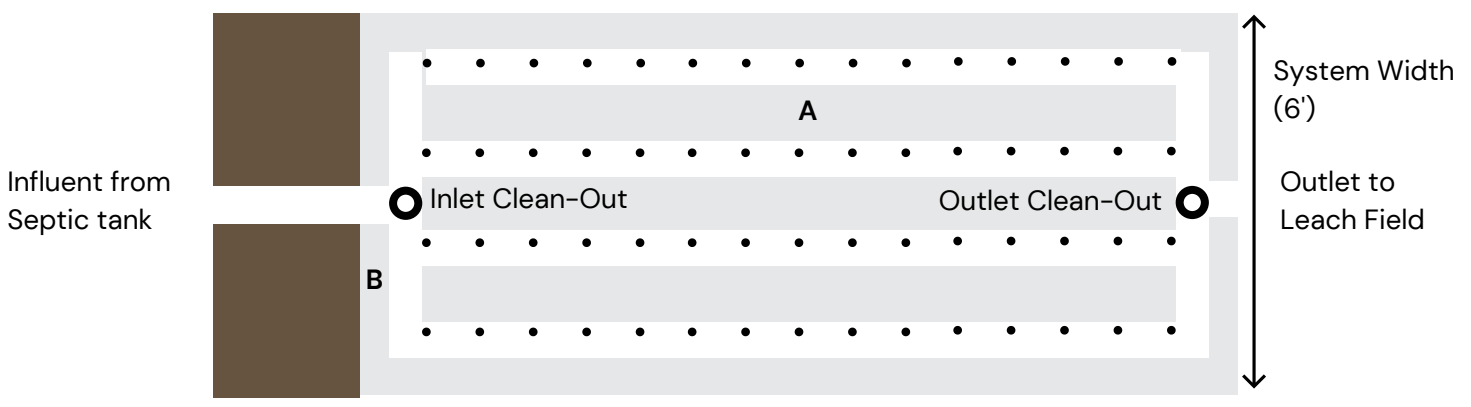 System Width
(6')
A
Influent from
Septic tank
Inlet Clean-Out
Outlet Clean-Out
Outlet to
Leach Field
B